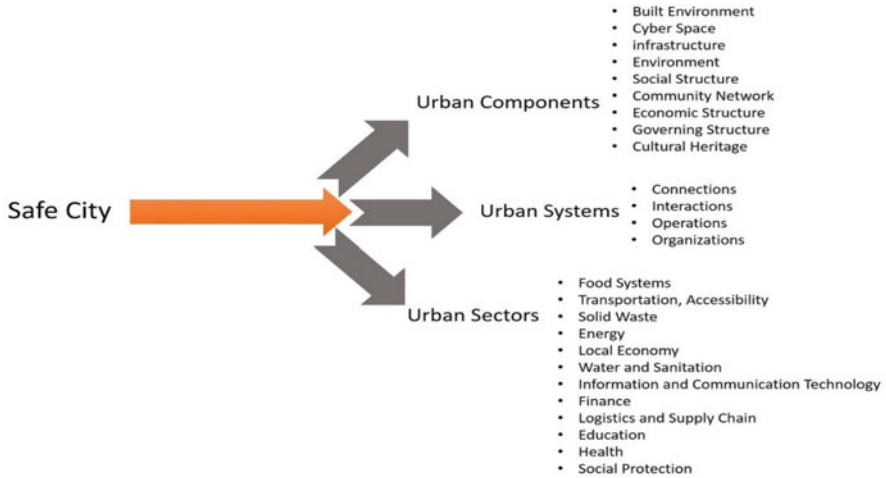 Safe City
Urban Components
• Built Environment
• Cyber Space
• infrastructure
• Environment
• Social Structure
• Community Network
• Economic Structure
• Governing Structure
• Cultural Heritage
Urban Systems
• Connections
• Interactions
• Operations
• Organizations
Urban Sectors
• Food Systems
• Transportation, Accessibility
• Solid Waste
• Energy
• Local Economy
• Water and Sanitation
• Information and Communication Technology
• Finance
• Logistics and Supply Chain
• Education
• Health
• Social Protection